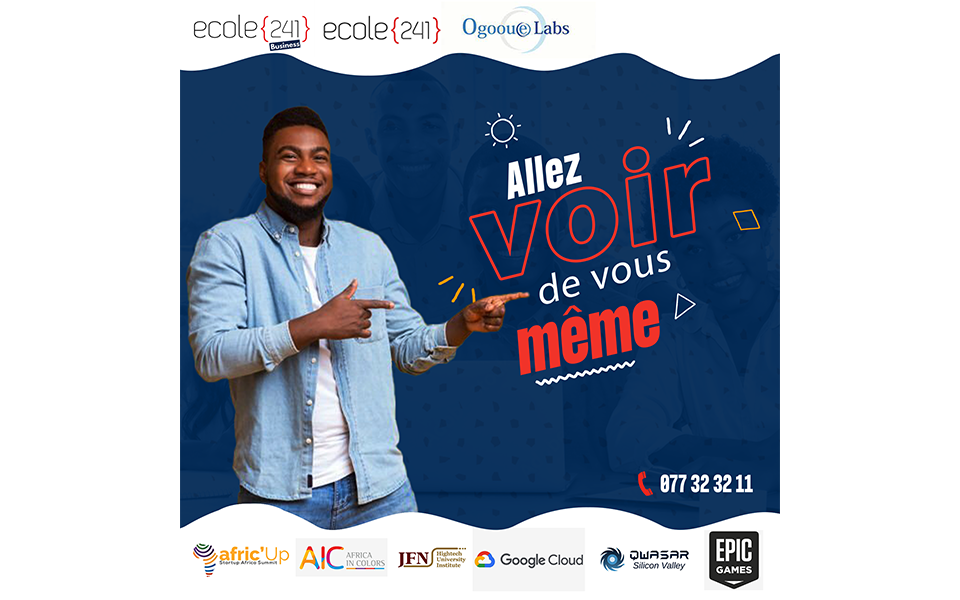 ecole{241} ecole{241} Ogooué Labs
Business
Allez
voir
de vous
même
077 32 32 11
afric'Up
Startup Africa Summit
AIC AFRICA
IN COLORS
JFN Hightech
University
Institute
Google Cloud
QWASAR
Silicon Valley
EPIC
GAMES